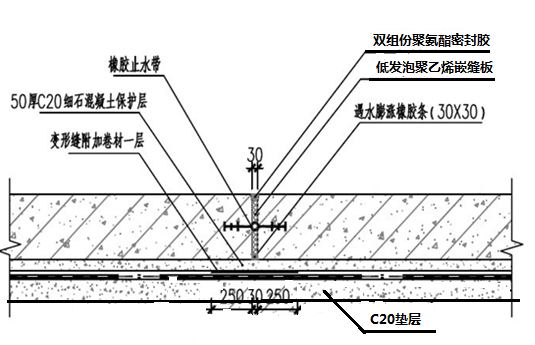 双组份聚氨酯密封胶
橡胶止水带
低发泡聚乙烯嵌缝板
50厚C20细石混凝土保护层
遇水膨涨橡胶条(30X30)
变形缝附加卷材一层
30
250 30 250
C20垫层